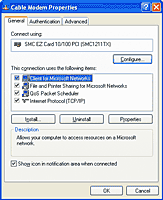 Cable Modem Properties
General Authentication Advanced
Connect using:
SMC EZ Card 10/100 PCI (SMC1211TX)
Configure...
This connection uses the following items:
Client for Microsoft Networks
File and Printer Sharing for Microsoft Networks
QoS Packet Scheduler
Internet Protocol (TCP/IP)
Install... Uninstall Properties
Description
Allows your computer to access resources on a Microsoft
network.
Show icon in notification area when connected
OK Cancel